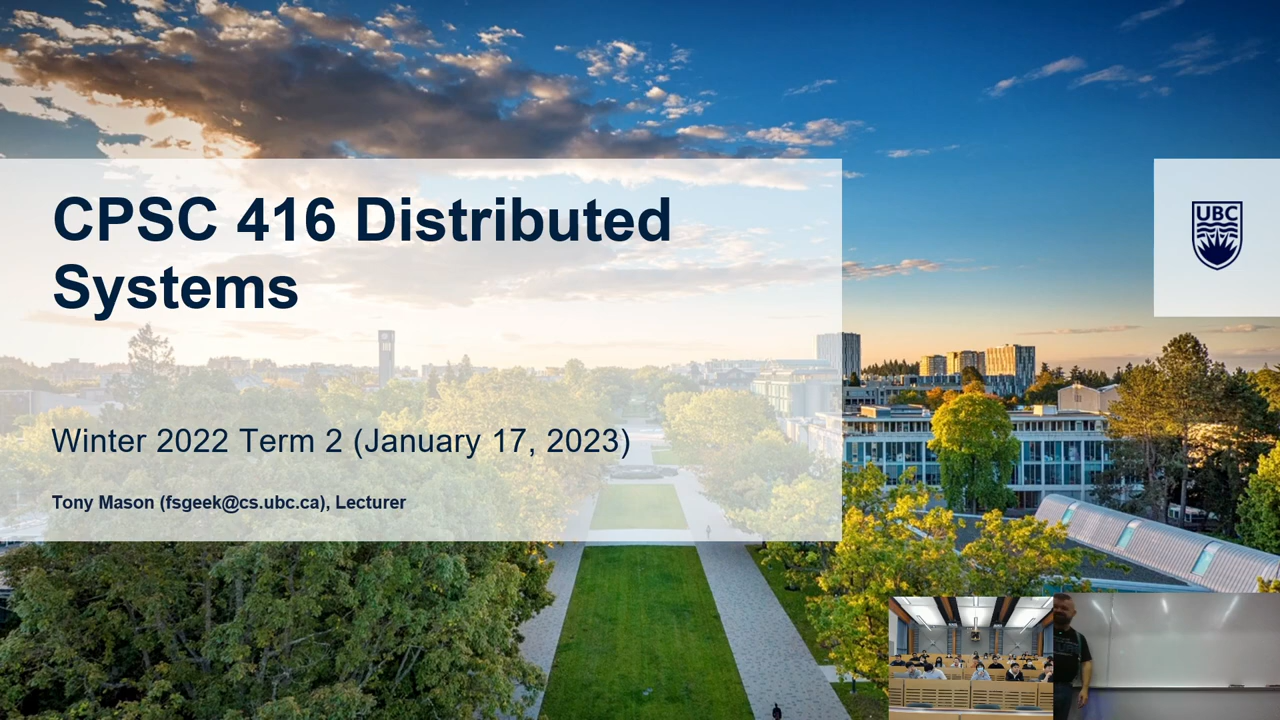 CPSC 416 Distributed
Systems
UBC
Winter 2022 Term 2 (January 17, 2023)
Tony Mason (fsgeek@cs.ubc.ca), Lecturer